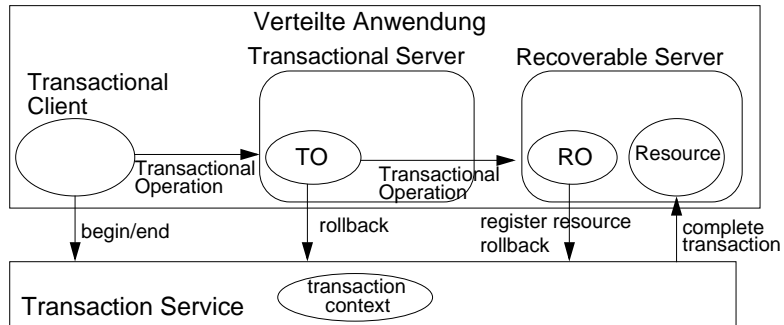 Verteilte Anwendung
Transactional Server
Recoverable Server
Transactional
Client
TO
RO
Resource
Transactional
Operation
Transactional
Operation
begin/end
rollback
register resource
rollback
complete
transaction
Transaction Service
transaction
context